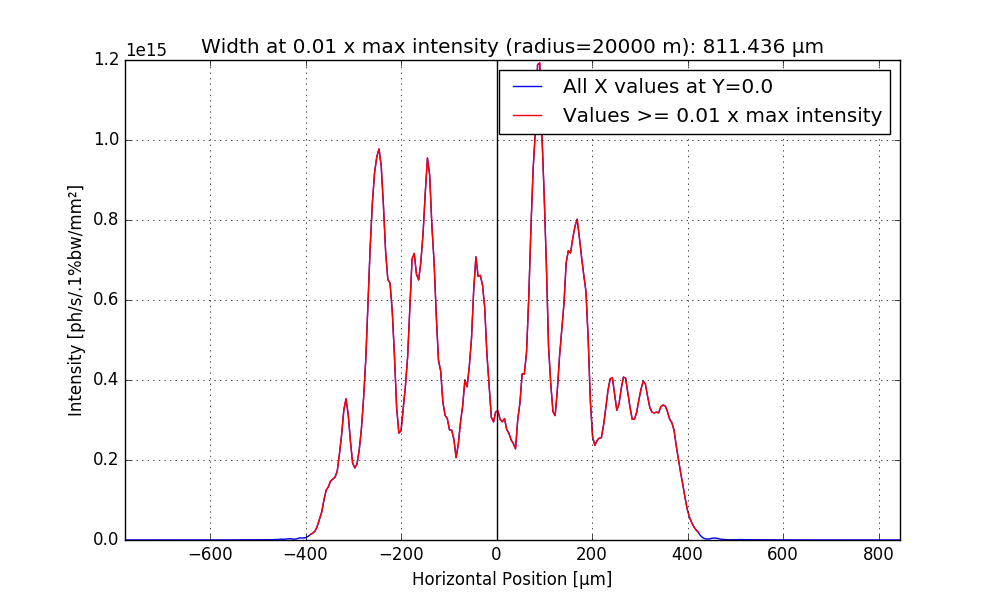 Width at 0.01 x max intensity (radius=20000 m): 811.436 μm
1e15
1.2
1.0
0.8
0.6
0.4
0.2
0.0
Intensity [ph/s/.1%bw/mm²]
All X values at Y=0.0
Values >= 0.01 x max intensity
−600 −400 −200 0 200 400 600 800
Horizontal Position [μm]